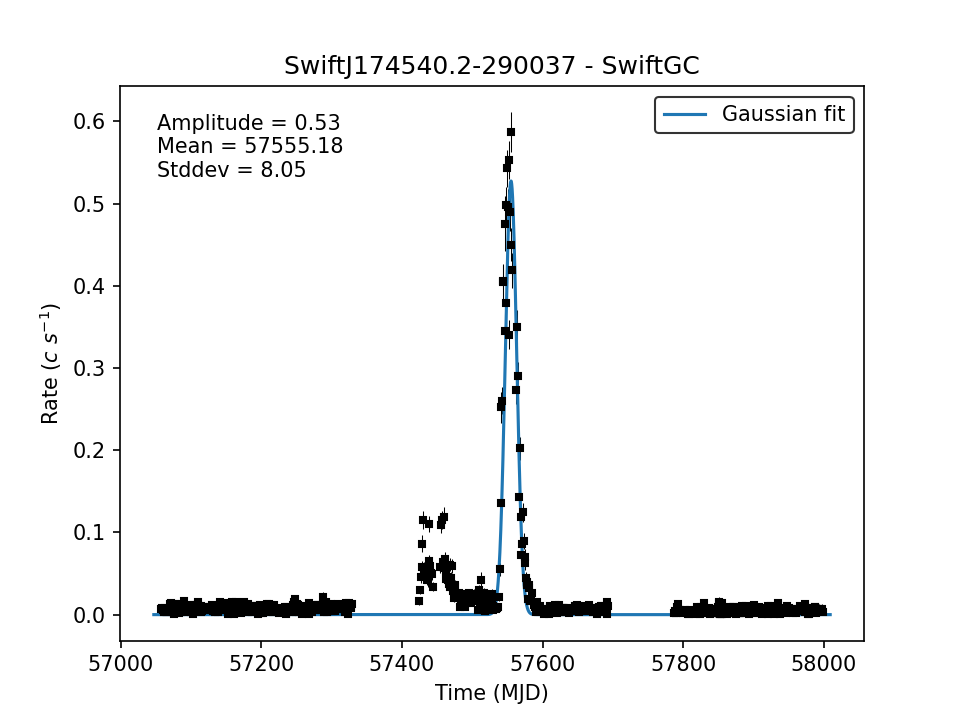 SwiftJ174540.2-290037 - SwiftGC
Amplitude = 0.53
Mean = 57555.18
Stddev = 8.05
Gaussian fit
0.6
0.5
0.4
0.3
0.2
0.1
0.0
Rate (c s⁻¹)
57000 57200 57400 57600 57800 58000
Time (MJD)